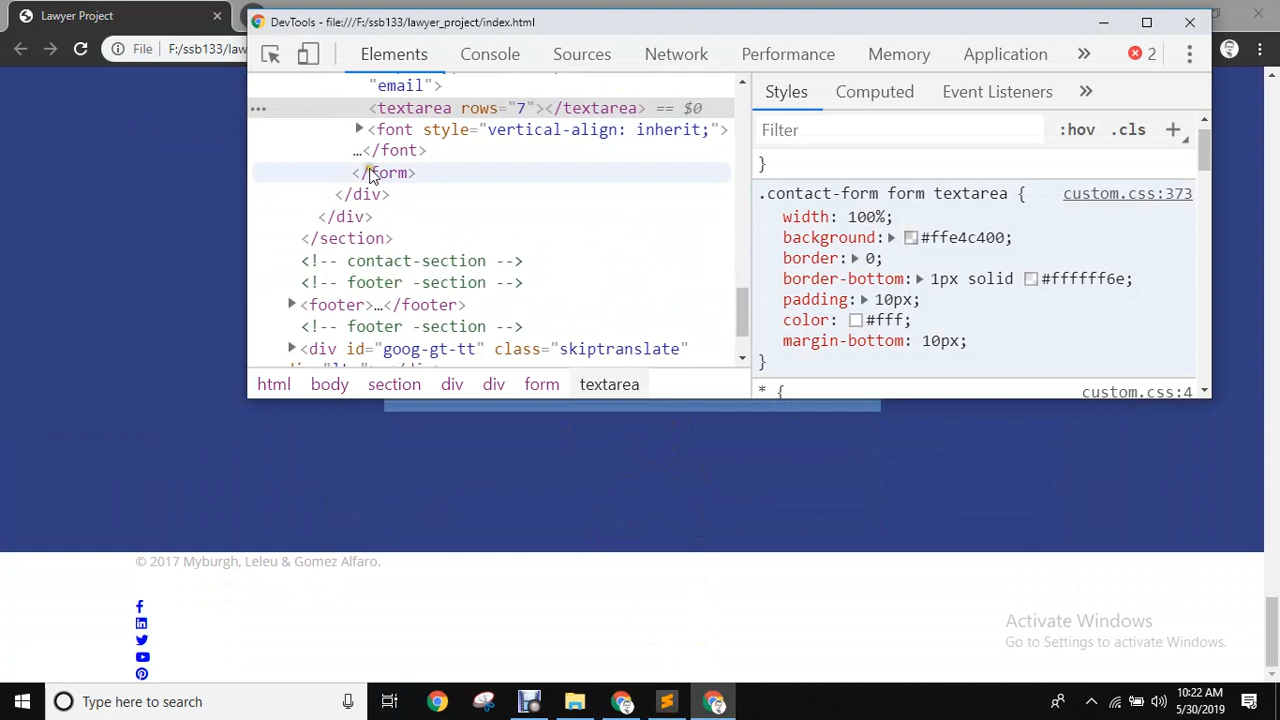 Lawyer Project
DevTools - file:///F:/ssb133/lawyer_project/index.html
File
F:/ssb133/law
Elements Console Sources Network Performance Memory Application 2
"email">
<textarea rows="7"></textarea> == $0
<font style="vertical-align: inherit;">
…</font>
</form>
</div>
</div>
</section>
<!-- contact-section -->
<!-- footer -section -->
<footer>…</footer>
<!-- footer -section -->
<div id="goog-gt-tt" class="skiptranslate"
html body section div div form textarea
Styles Computed Event Listeners
Filter :hov .cls
}
.contact-form form textarea { custom.css:373
width: 100%;
background: #ffe4c400;
border: 0;
border-bottom: 1px solid #ffffff6e;
padding: 10px;
color: #fff;
margin-bottom: 10px;
}
* { custom.css:4
© 2017 Myburgh, Leleu & Gomez Alfaro.
Activate Windows
Go to Settings to activate Windows.
Type here to search
10:22 AM
5/30/2019